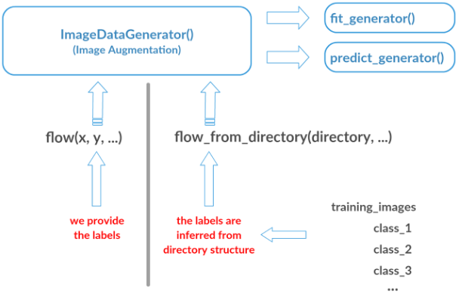 ImageDataGenerator()
(Image Augmentation)
fit_generator()
predict_generator()
flow(x, y, ...)
flow_from_directory(directory, ...)
we provide
the labels
the labels are
inferred from
directory structure
training_images
class_1
class_2
class_3
...